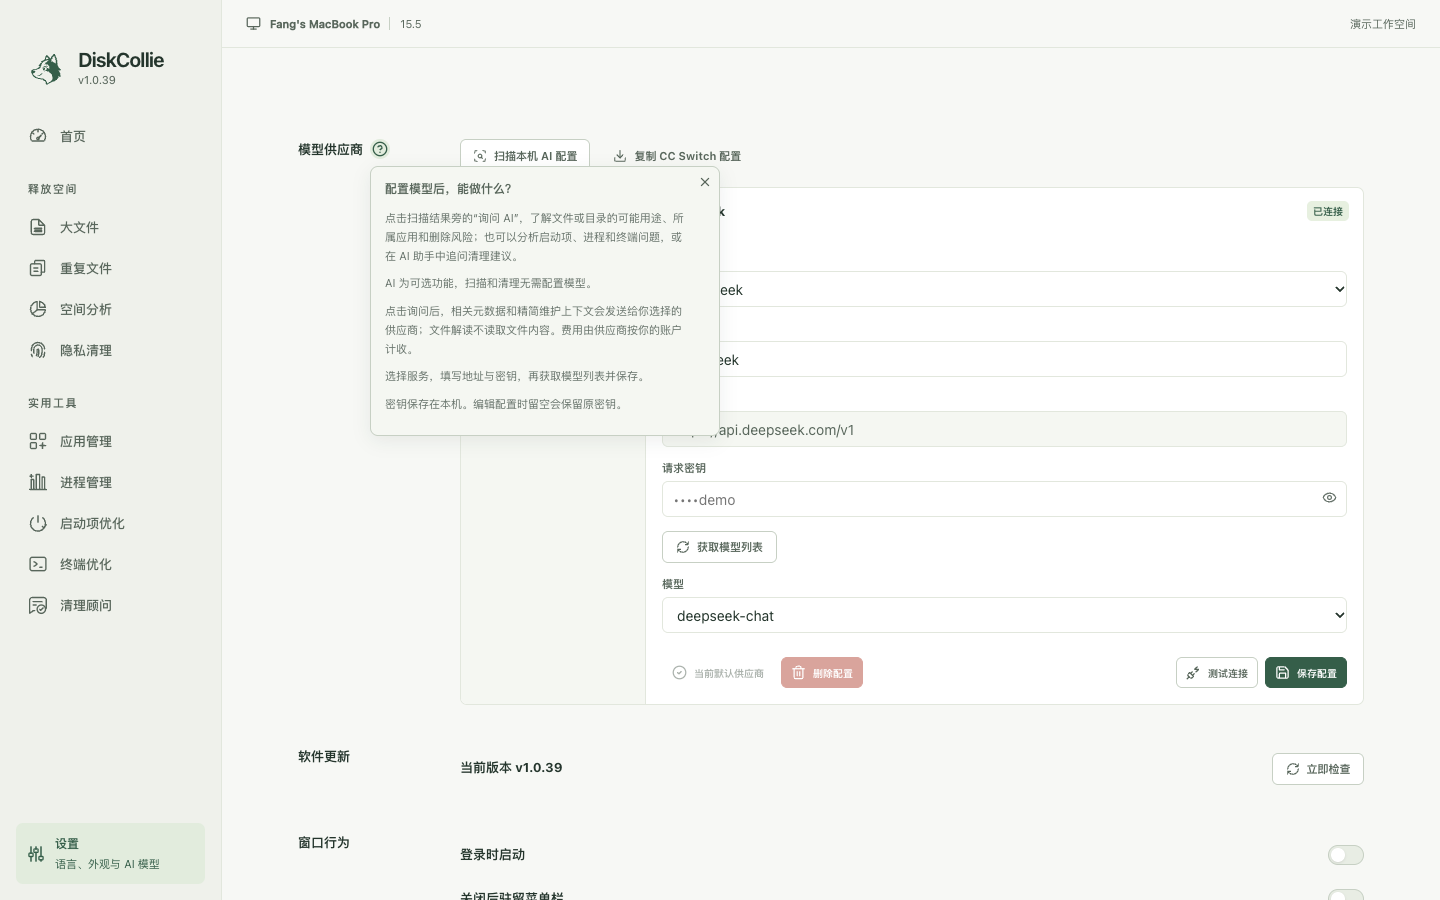 DiskCollie
v1.0.39
首页
释放空间
大文件
重复文件
空间分析
隐私清理
实用工具
应用管理
进程管理
启动项优化
终端优化
清理顾问
设置
语言、外观与 AI 模型
Fang's MacBook Pro
15.5
演示工作空间
模型供应商
扫描本机 AI 配置
复制 CC Switch 配置
配置模型后，能做什么？
点击扫描结果旁的“询问 AI”，了解文件或目录的可能用途、所
属应用和删除风险；也可以分析启动项、进程和终端问题，或
在 AI 助手中追问清理建议。
AI 为可选功能，扫描和清理无需配置模型。
点击询问后，相关元数据和精简维护上下文会发送给你选择的
供应商；文件解读不读取文件内容。费用由供应商按你的账户
计收。
选择服务，填写地址与密钥，再获取模型列表并保存。
密钥保存在本机。编辑配置时留空会保留原密钥。
k
已连接
eek
eek
api.deepseek.com/v1
请求密钥
••••demo
获取模型列表
模型
deepseek-chat
当前默认供应商
删除配置
测试连接
保存配置
软件更新
当前版本 v1.0.39
立即检查
窗口行为
登录时启动
关闭后驻留菜单栏